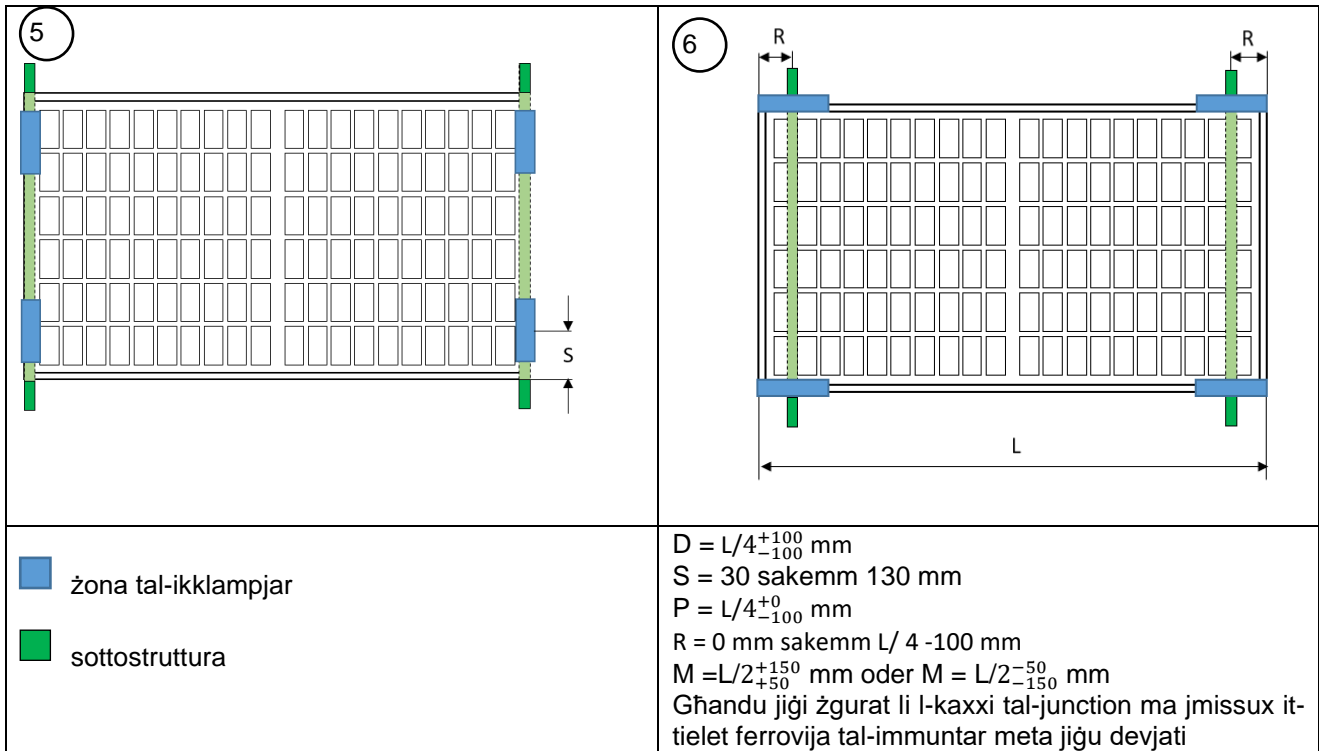 5
S
6
R R
L
żona tal-ikklampjar
sottostruttura
D = L/4⁺¹⁰⁰₋₁₀₀ mm
S = 30 sakemm 130 mm
P = L/4⁺⁰₋₁₀₀ mm
R = 0 mm sakemm L/ 4 -100 mm
M =L/2⁺¹⁵⁰₊₅₀ mm oder M = L/2⁻⁵⁰₋₁₅₀ mm
Għandu jiġi żgurat li l-kaxxi tal-junction ma jmissux it-
tielet ferrovija tal-immuntar meta jiġu devjati